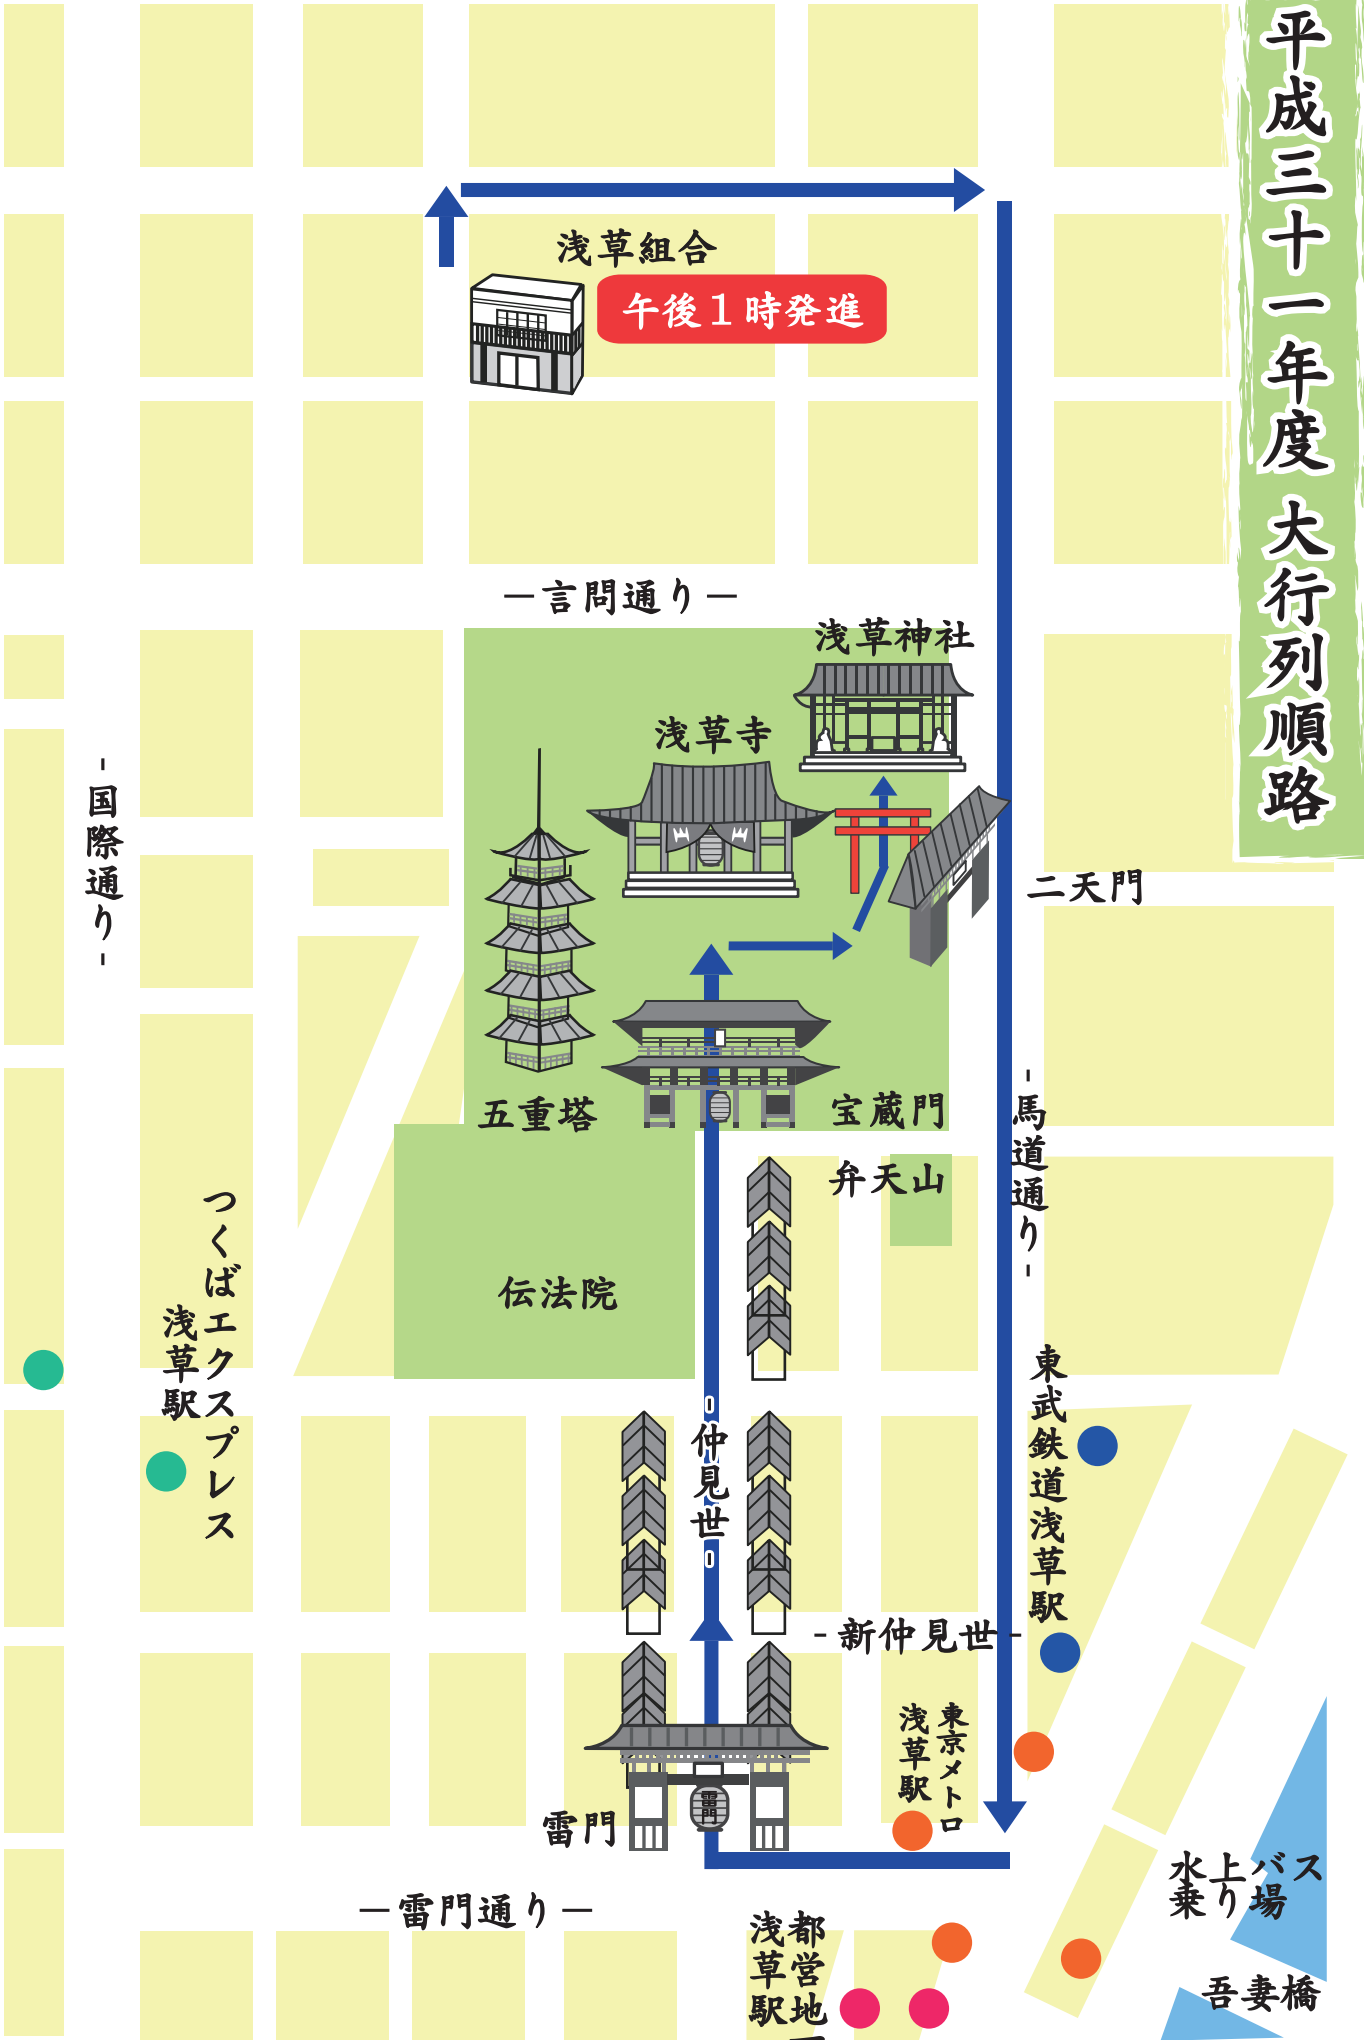 平成三十一年度 大行列順路
浅草組合
午後１時発進
－言問通り－
浅草神社
浅草寺
二天門
-国際通り-
五重塔
宝蔵門
-馬道通り-
弁天山
伝法院
つくばエクスプレス
浅草駅
東武鉄道浅草駅
-仲見世-
-新仲見世-
東京メトロ
浅草駅
雷門
雷門
－雷門通り－
水上バス
乗り場
都営地
浅草駅
吾妻橋